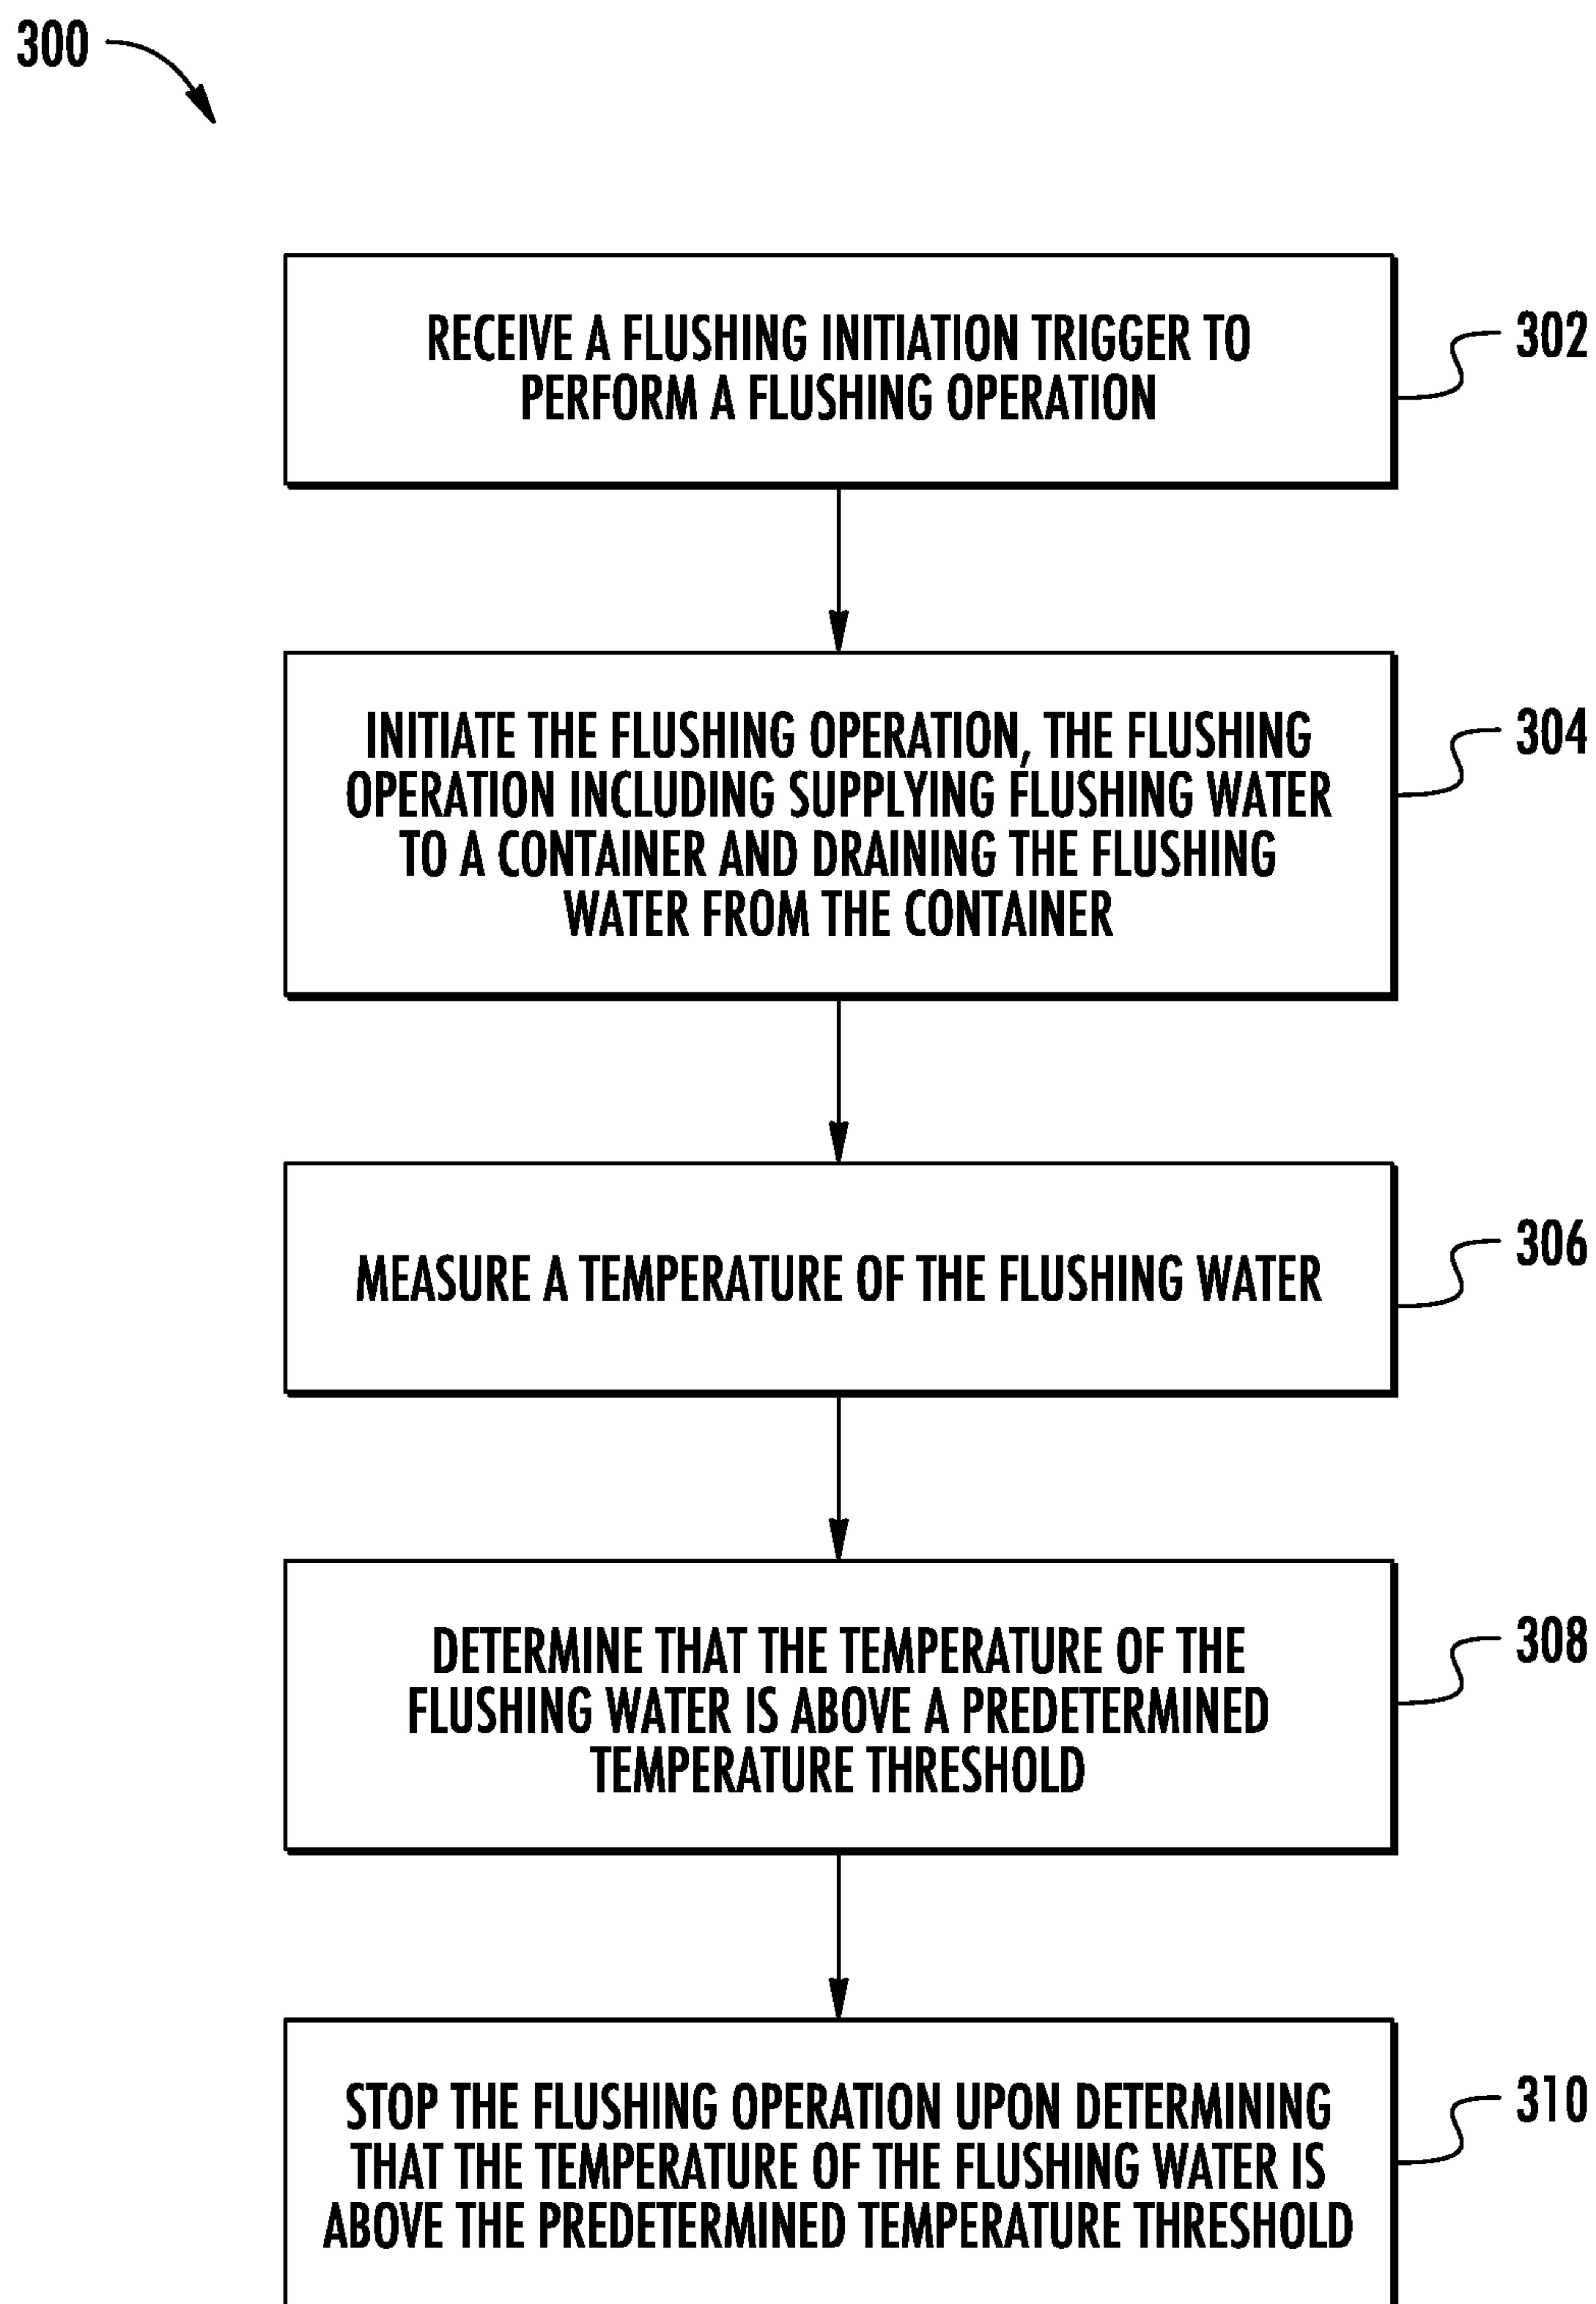 300
RECEIVE A FLUSHING INITIATION TRIGGER TO
PERFORM A FLUSHING OPERATION
302
INITIATE THE FLUSHING OPERATION, THE FLUSHING
OPERATION INCLUDING SUPPLYING FLUSHING WATER
TO A CONTAINER AND DRAINING THE FLUSHING
WATER FROM THE CONTAINER
304
MEASURE A TEMPERATURE OF THE FLUSHING WATER
306
DETERMINE THAT THE TEMPERATURE OF THE
FLUSHING WATER IS ABOVE A PREDETERMINED
TEMPERATURE THRESHOLD
308
STOP THE FLUSHING OPERATION UPON DETERMINING
THAT THE TEMPERATURE OF THE FLUSHING WATER IS
ABOVE THE PREDETERMINED TEMPERATURE THRESHOLD
310